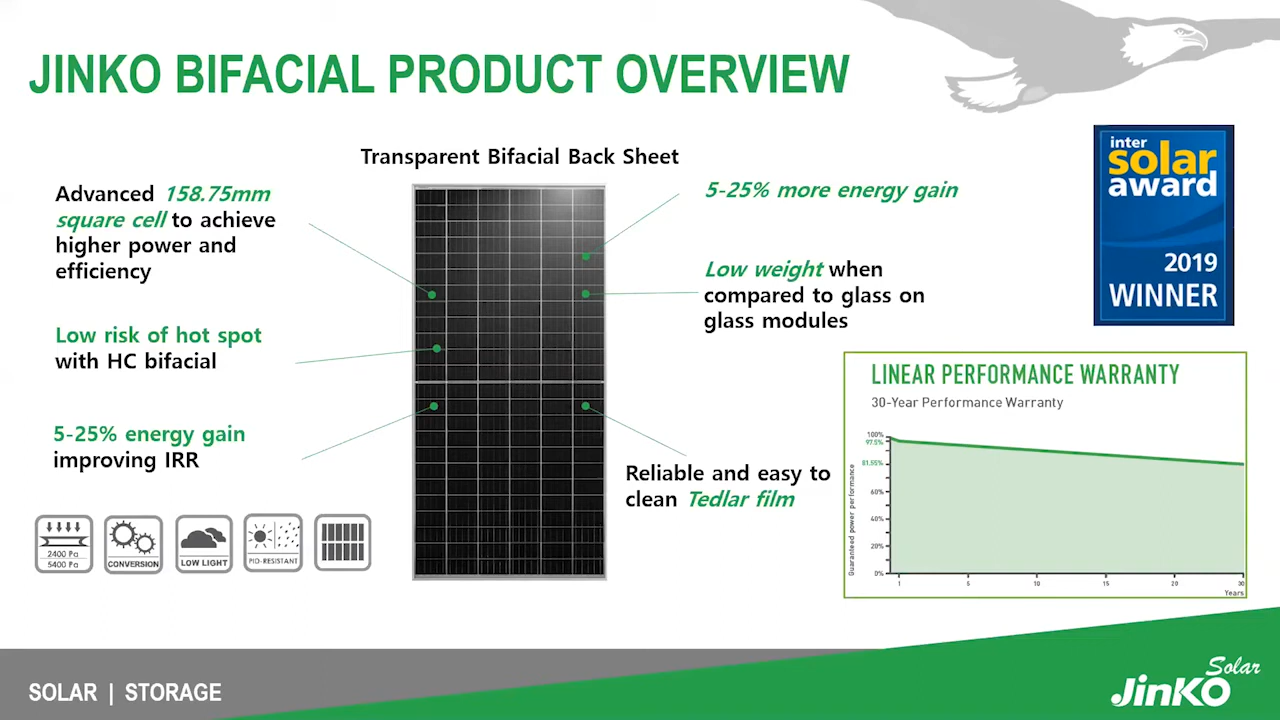 JINKO BIFACIAL PRODUCT OVERVIEW
Transparent Bifacial Back Sheet
Advanced 158.75mm
square cell to achieve
higher power and
efficiency
Low risk of hot spot
with HC bifacial
5-25% energy gain
improving IRR
5-25% more energy gain
Low weight when
compared to glass on
glass modules
Reliable and easy to
clean Tedlar film
inter
solar
award
2019
WINNER
LINEAR PERFORMANCE WARRANTY
30-Year Performance Warranty
Guaranteed power performance
100%
97.5%
81.55%
60%
40%
20%
0%
1 5 10 15 20 30
Years
2400 Pa
5400 Pa
CONVERSION
LOW LIGHT
PID-RESISTANT
SOLAR | STORAGE
Solar
JinKO